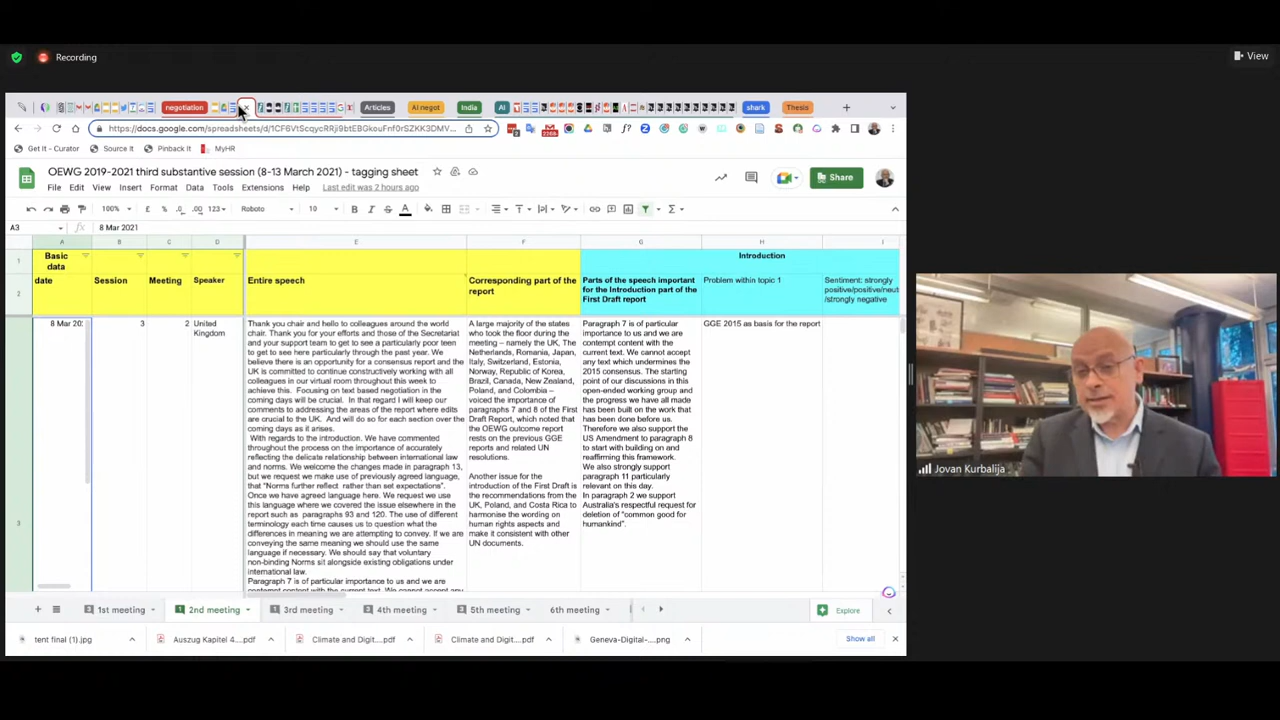 Recording
View
negotiation
Articles
AI negot
India
AI
shark
Thesis
https://docs.google.com/spreadsheets/d/1CF6VtScqycRRji9btEBGkouFnf0rSZKK3DMV...
Get It - Curator
Source It
Pinback It
MyHR
OEWG 2019-2021 third substantive session (8-13 March 2021) - tagging sheet
Share
File Edit View Insert Format Data Tools Extensions Help Last edit was 2 hours ago
100% £ % .0 .00 123 Roboto 10 B I S A
A3 fx 8 Mar 2021
A B C D E F G H I
1
Basic
data
Introduction
2
date
Session
Meeting
Speaker
Entire speech
Corresponding part of the
report
Parts of the speech important
for the Introduction part of the
First Draft report
Problem within topic 1
Sentiment: strongly
positive/positive/neut
/strongly negative
3
8 Mar 20:
3
2
United
Kingdom
Thank you chair and hello to colleagues around the world
chair. Thank you for your efforts and those of the Secretariat
and your support team to get to see a particularly poor teen
to get to see here particularly through the past year. We
believe there is an opportunity for a consensus report and the
UK is committed to continue constructively working with all
colleagues in our virtual room throughout this week to
achieve this.  Focusing on text based negotiation in the
coming days will be crucial.  In that regard I will keep our
comments to addressing the areas of the report where edits
are crucial to the UK.  And will do so for each section over the
coming days as it arises.
With regards to the introduction. We have commented
throughout the process on the importance of accurately
reflecting the delicate relationship between international law
and norms. We welcome the changes made in paragraph 13,
but we request we make use of previously agreed language,
that "Norms further reflect  rather than set expectations".
Once we have agreed language here. We request we use
this language where we covered the issue elsewhere in the
report such as  paragraphs 93 and 120. The use of different
terminology each time causes us to question what the
differences in meaning we are attempting to convey. If we are
conveying the same meaning we should use the same
language if necessary. We should say that voluntary
non-binding Norms sit alongside existing obligations under
international law.
Paragraph 7 is of particular importance to us and we are
contempt content with the current text. We cannot accept any
A large majority of the states
who took the floor during the
meeting – namely the UK, The
Netherlands, Romania, Japan,
Italy, Switzerland, Estonia,
Norway, Republic of Korea,
Brazil, Canada, New Zealand,
Poland, and Colombia –
voiced the importance of
paragraphs 7 and 8 of the First
Draft Report, which noted that
the OEWG outcome report
rests on the previous GGE
reports and related UN
resolutions.
Another issue for the
introduction of the First Draft is
the recommendations from the
UK, Poland, and Costa Rica to
harmonise the wording on
human rights aspects and
make it consistent with other
UN documents.
Paragraph 7 is of particular
importance to us and we are
contempt content with the
current text. We cannot accept
any text which undermines the
2015 consensus. The starting
point of our discussions in this
open-ended working group and
the progress we have all made
has been built on the work that
has been done before us.
Therefore we also support the
US Amendment to paragraph 8
to start with building on and
reaffirming this framework.
We also strongly support
paragraph 11 particularly
relevant on this day.
In paragraph 2 we support
Australia's respectful request for
deletion of "common good for
humankind".
GGE 2015 as basis for the report
Jovan Kurbalija
1 1st meeting
1 2nd meeting
1 3rd meeting
1 4th meeting
1 5th meeting
6th meeting
Explore
tent final (1).jpg
Auszug Kapitel 4....pdf
Climate and Digit....pdf
Climate and Digit....pdf
Geneva-Digital-....png
Show all